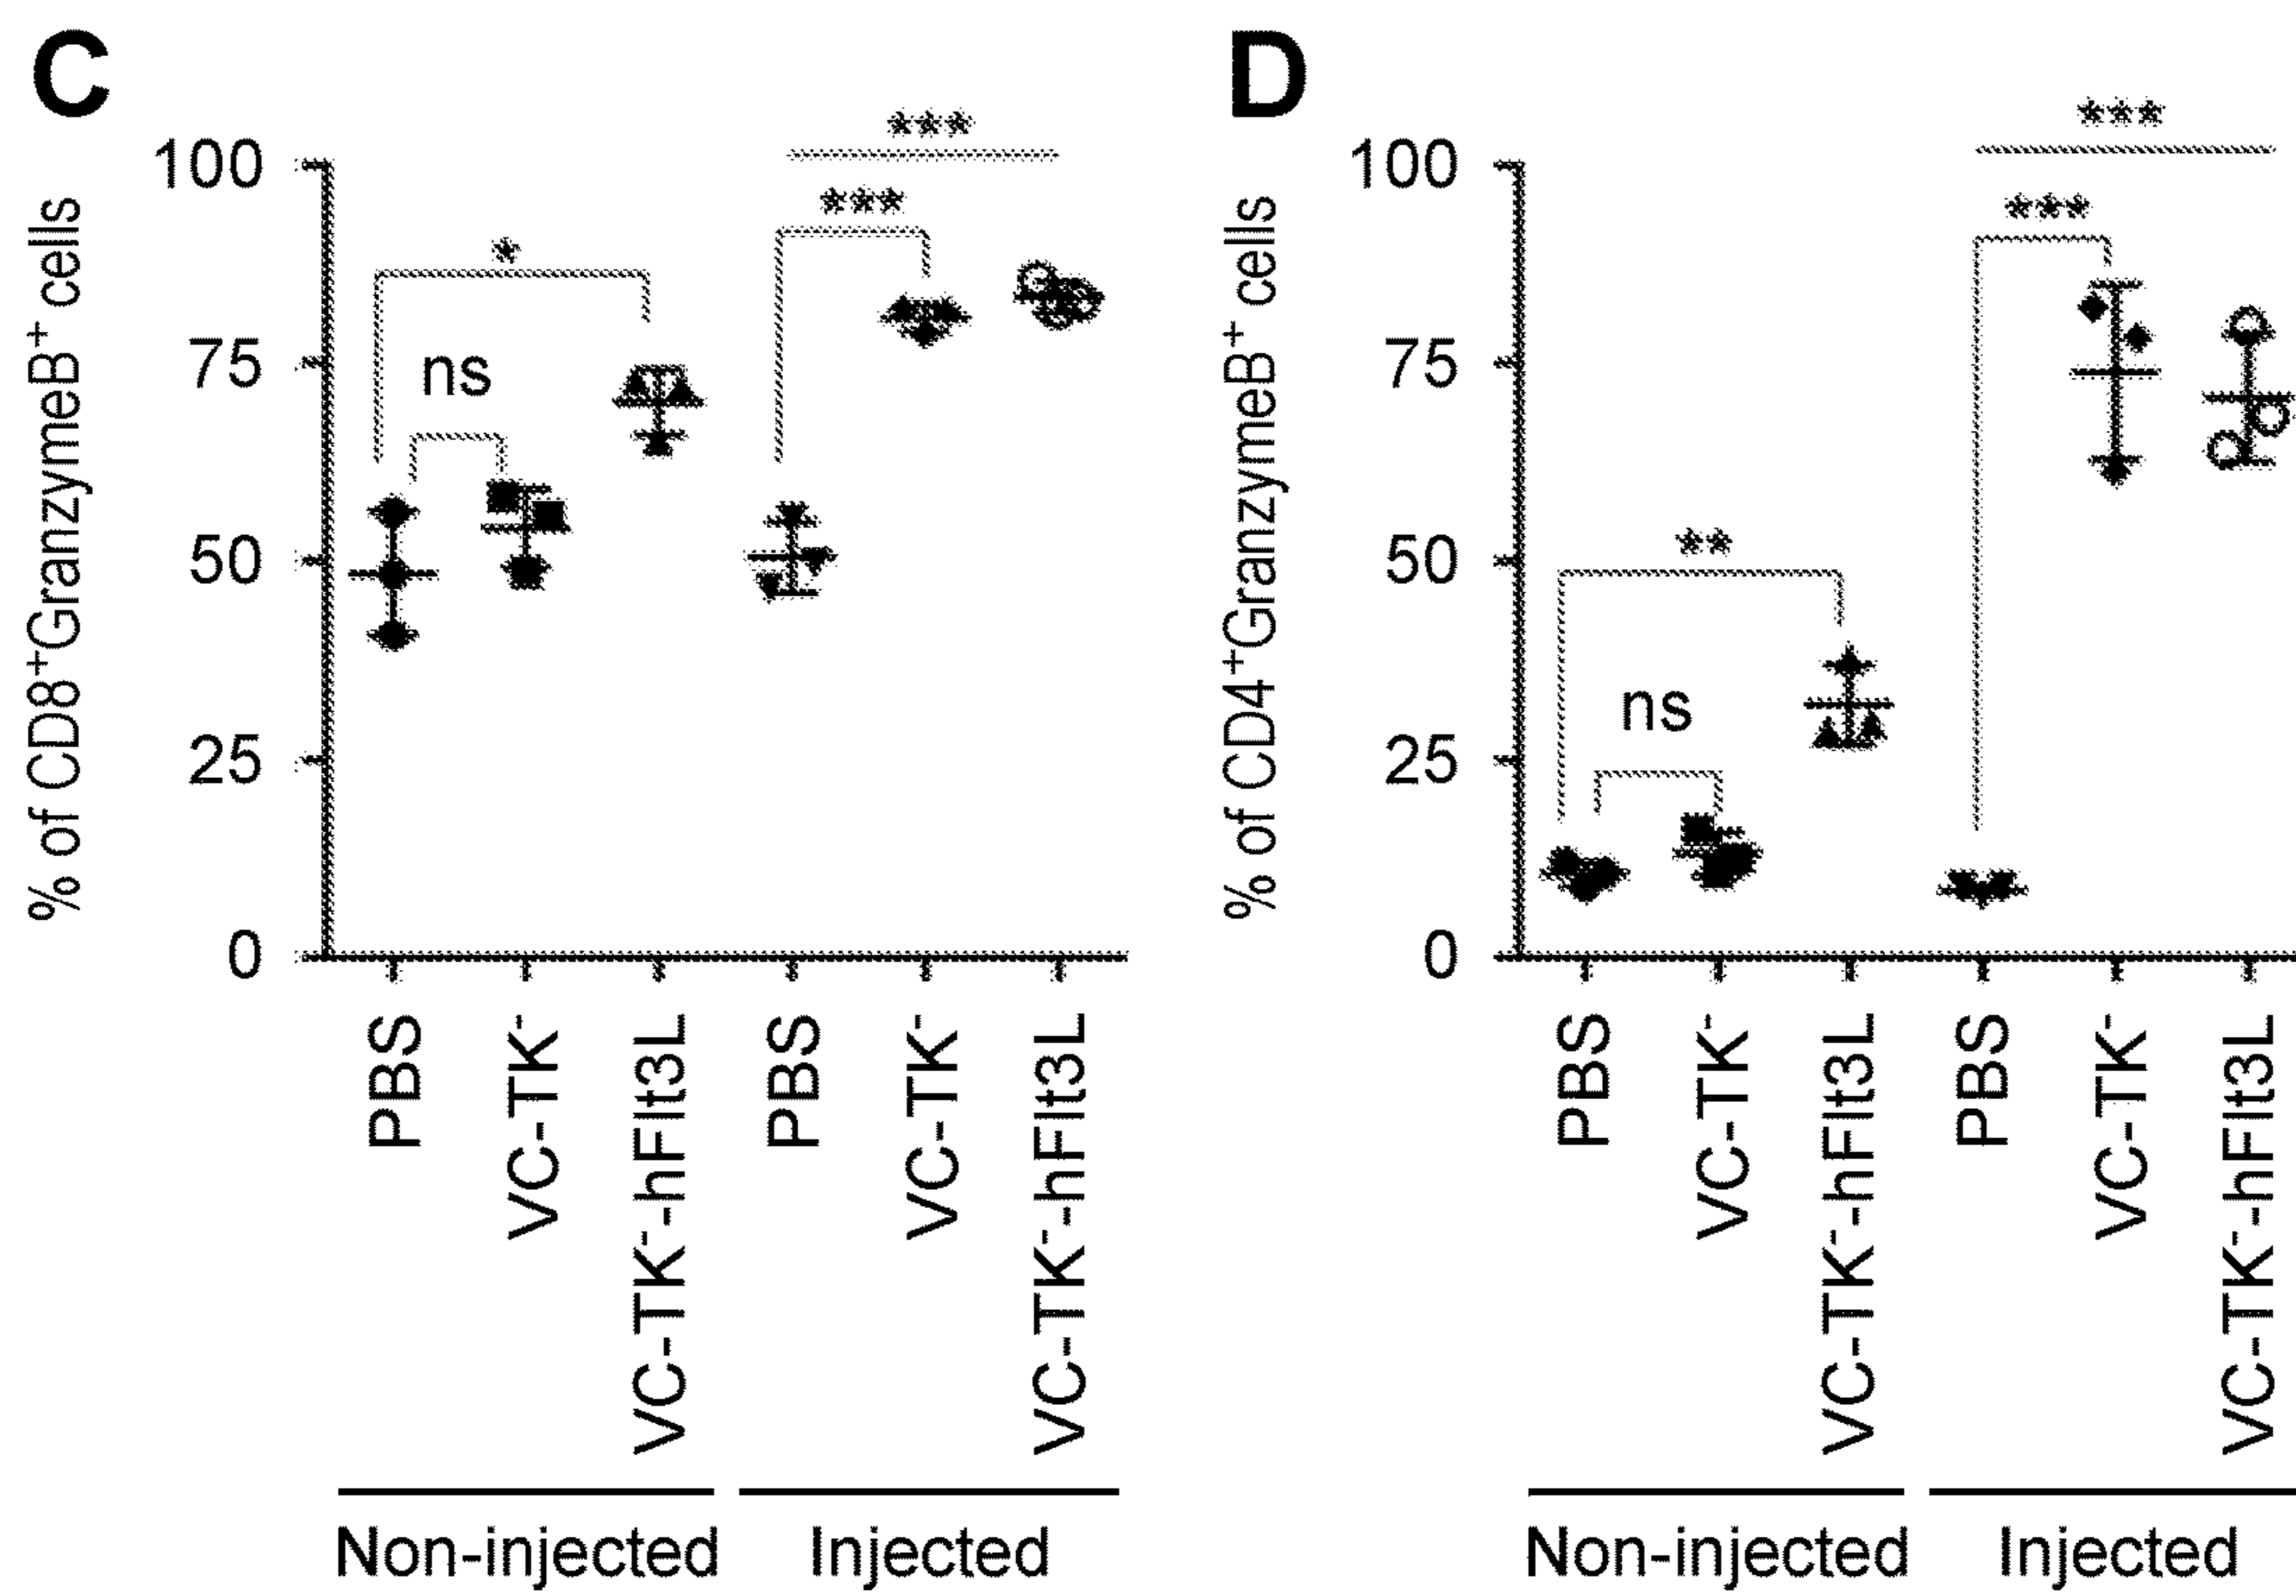 C
% of CD8⁺GranzymeB⁺ cells
100
75
50
25
0
*
ns
***
***
PBS
VC-TK⁻
VC-TK⁻-hFlt3L
PBS
VC-TK⁻
VC-TK⁻-hFlt3L
Non-injected
Injected
D
% of CD4⁺GranzymeB⁺ cells
100
75
50
25
0
**
ns
***
***
PBS
VC-TK⁻
VC-TK⁻-hFlt3L
PBS
VC-TK⁻
VC-TK⁻-hFlt3L
Non-injected
Injected